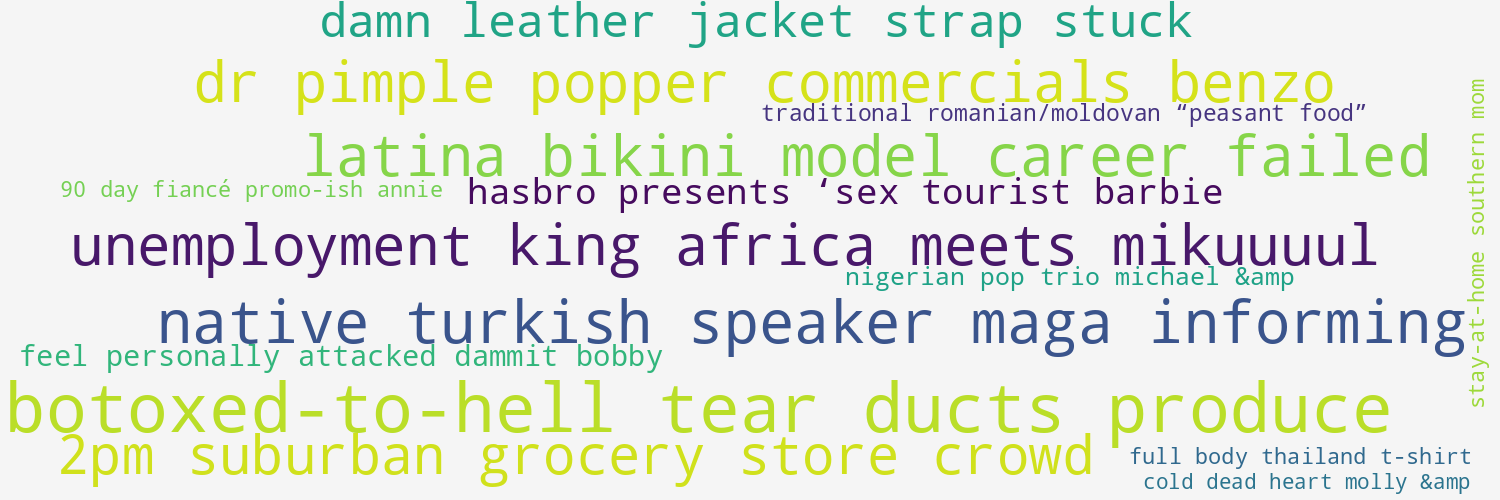 damn leather jacket strap stuck
dr pimple popper commercials benzo
traditional romanian/moldovan “peasant food”
latina bikini model career failed
90 day fiancé promo-ish annie
hasbro presents ‘sex tourist barbie
unemployment king africa meets mikuuuul
nigerian pop trio michael &amp
native turkish speaker maga informing
feel personally attacked dammit bobby
botoxed-to-hell tear ducts produce
2pm suburban grocery store crowd
full body thailand t-shirt
cold dead heart molly &amp
stay-at-home southern mom